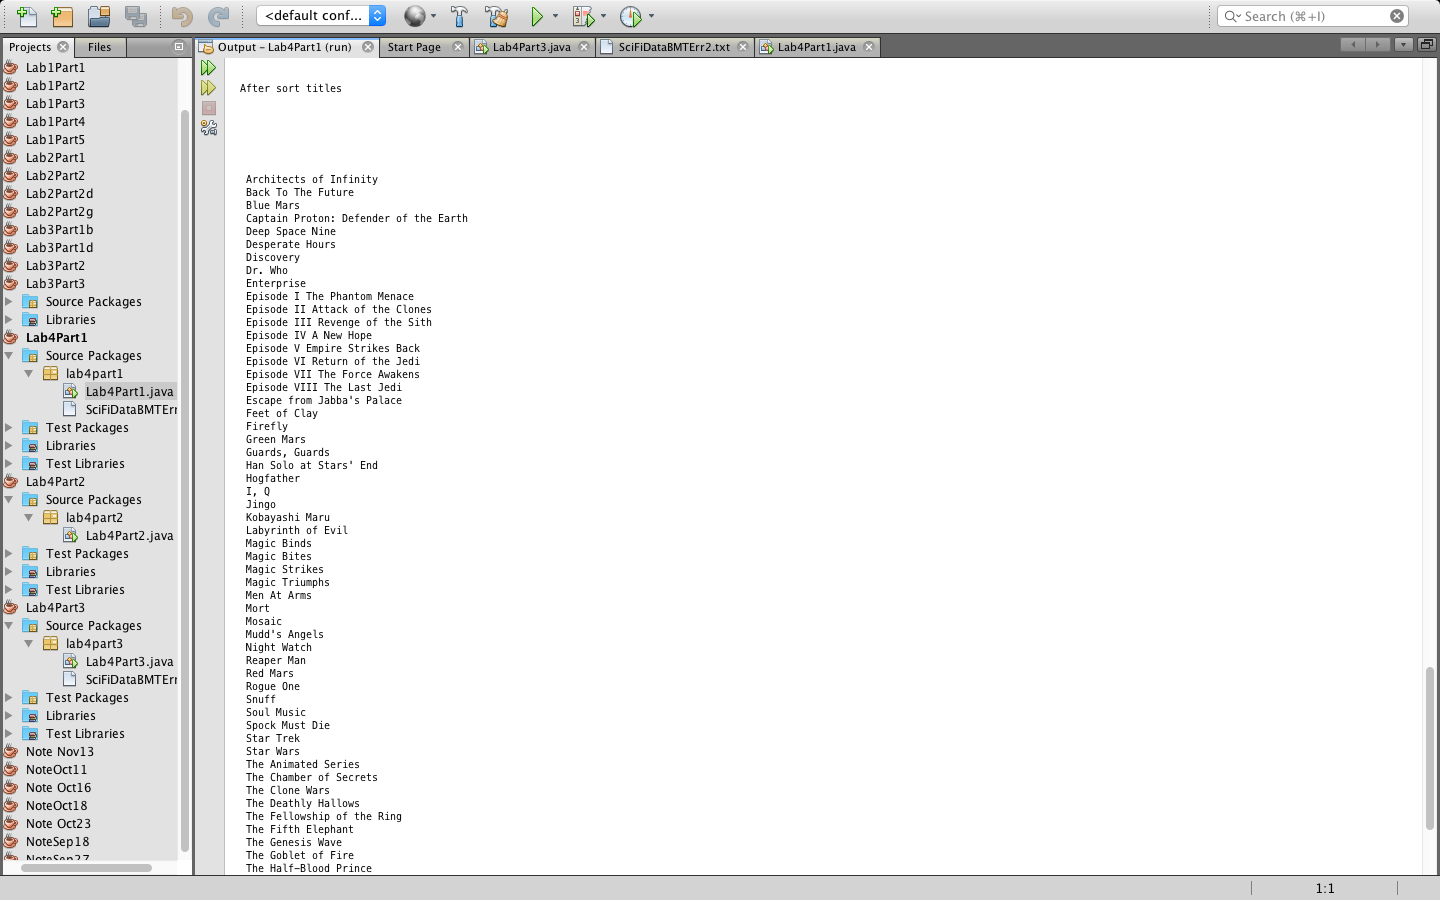 <default conf...
Search (⌘+I)
Projects
Files
Output – Lab4Part1 (run)
Start Page
Lab4Part3.java
SciFiDataBMTErr2.txt
Lab4Part1.java
Lab1Part1
Lab1Part2
Lab1Part3
Lab1Part4
Lab1Part5
Lab2Part1
Lab2Part2
Lab2Part2d
Lab2Part2g
Lab3Part1b
Lab3Part1d
Lab3Part2
Lab3Part3
Source Packages
Libraries
Lab4Part1
Source Packages
lab4part1
Lab4Part1.java
SciFiDataBMTErr
Test Packages
Libraries
Test Libraries
Lab4Part2
Source Packages
lab4part2
Lab4Part2.java
Test Packages
Libraries
Test Libraries
Lab4Part3
Source Packages
lab4part3
Lab4Part3.java
SciFiDataBMTErr
Test Packages
Libraries
Test Libraries
Note Nov13
NoteOct11
Note Oct16
NoteOct18
Note Oct23
NoteSep18
NoteSep27
After sort titles
Architects of Infinity
Back To The Future
Blue Mars
Captain Proton: Defender of the Earth
Deep Space Nine
Desperate Hours
Discovery
Dr. Who
Enterprise
Episode I The Phantom Menace
Episode II Attack of the Clones
Episode III Revenge of the Sith
Episode IV A New Hope
Episode V Empire Strikes Back
Episode VI Return of the Jedi
Episode VII The Force Awakens
Episode VIII The Last Jedi
Escape from Jabba's Palace
Feet of Clay
Firefly
Green Mars
Guards, Guards
Han Solo at Stars' End
Hogfather
I, Q
Jingo
Kobayashi Maru
Labyrinth of Evil
Magic Binds
Magic Bites
Magic Strikes
Magic Triumphs
Men At Arms
Mort
Mosaic
Mudd's Angels
Night Watch
Reaper Man
Red Mars
Rogue One
Snuff
Soul Music
Spock Must Die
Star Trek
Star Wars
The Animated Series
The Chamber of Secrets
The Clone Wars
The Deathly Hallows
The Fellowship of the Ring
The Fifth Elephant
The Genesis Wave
The Goblet of Fire
The Half-Blood Prince
1:1